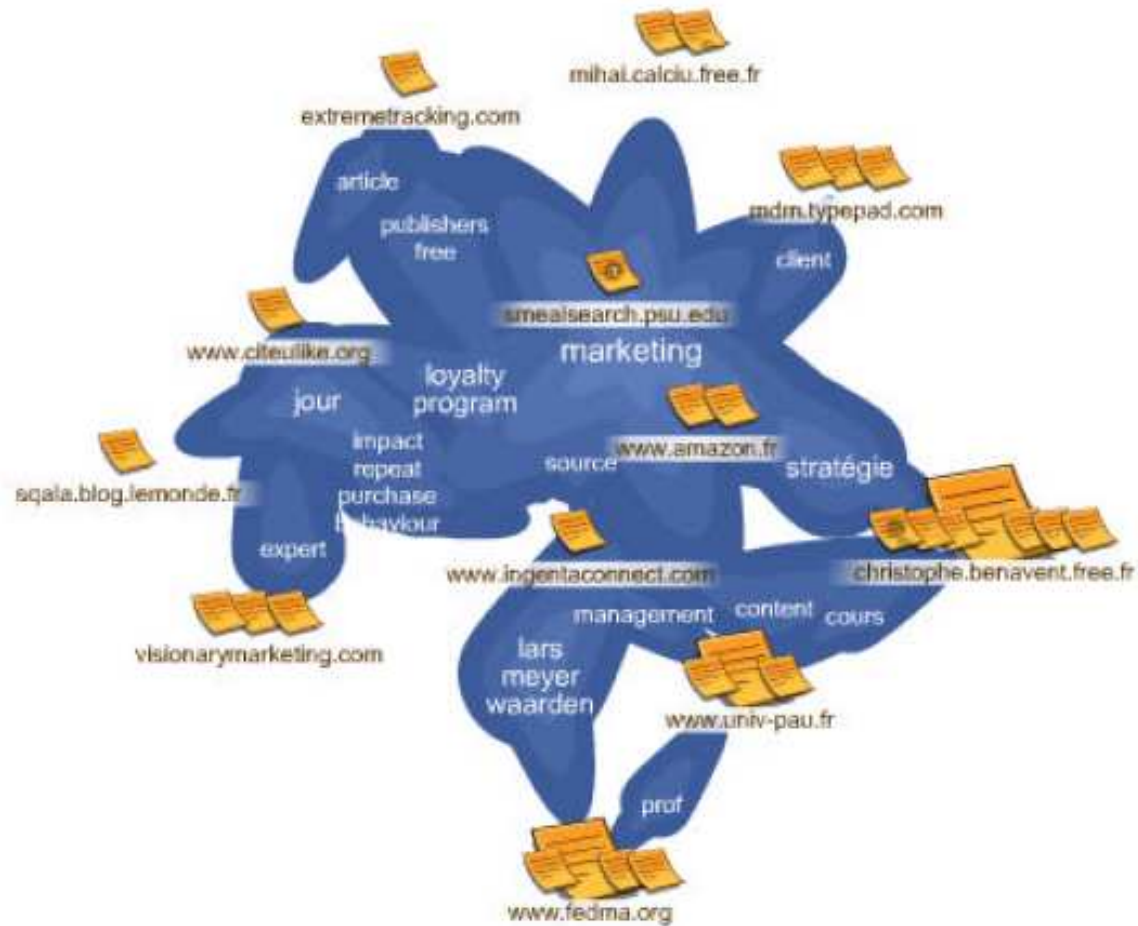 mihai.calciu.free.fr
extremetracking.com
article
mdm.typepad.com
publishers
free
client
smealsearch.psu.edu
www.citeulike.org
marketing
loyalty
program
jour
impact
www.amazon.fr
source
repeat
stratégie
sqala.blog.lemonde.fr
purchase
behaviour
expert
www.ingentaconnect.com
christophe.benavent.free.fr
management
content
cours
visionarymarketing.com
lars
meyer
waarden
www.univ-pau.fr
prof
www.fedma.org